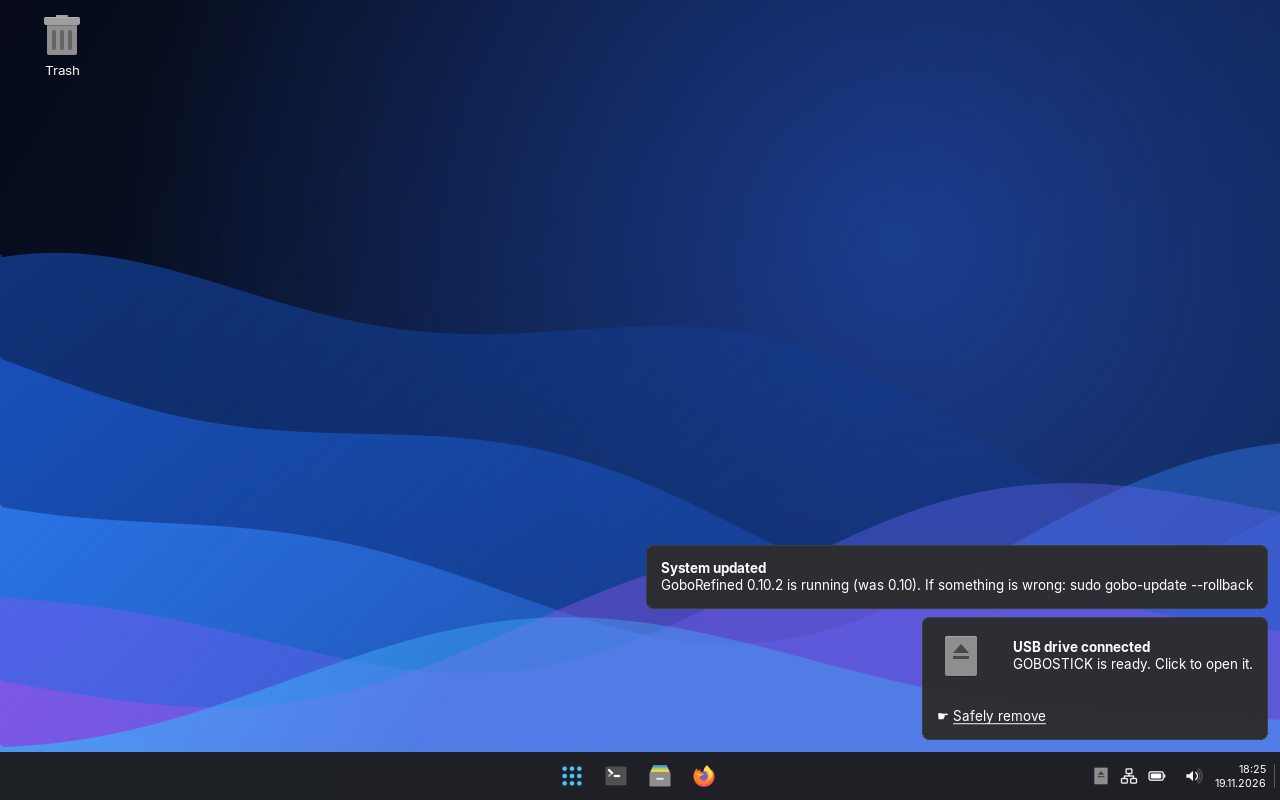 Trash
System updated
GoboRefined 0.10.2 is running (was 0.10). If something is wrong: sudo gobo-update --rollback
USB drive connected
GOBOSTICK is ready. Click to open it.
☛ Safely remove
18:25
19.11.2026